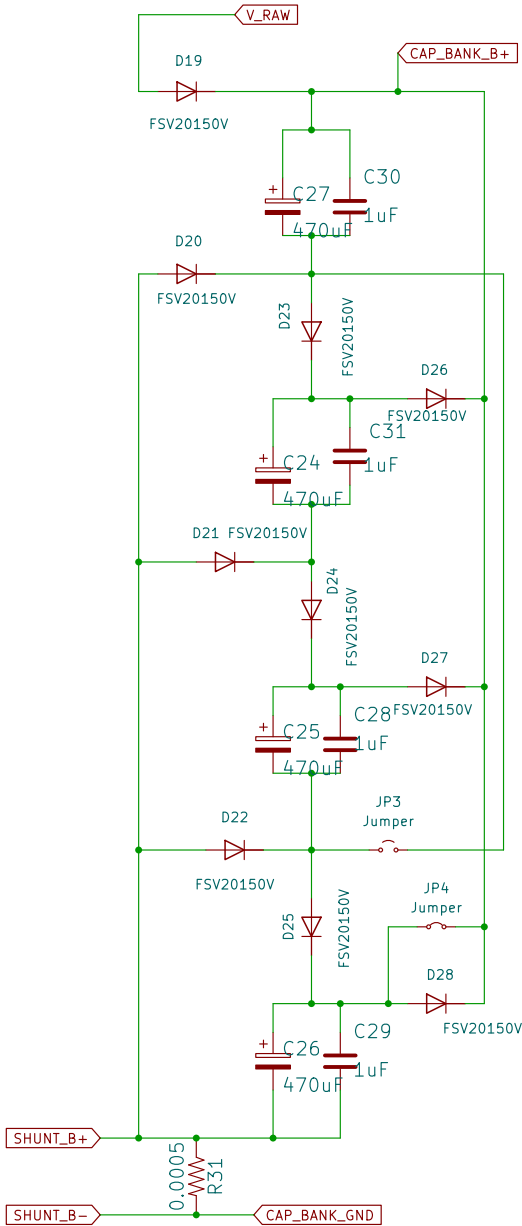 V_RAW
CAP_BANK_B+
D19
FSV20150V
C30
C27
1uF
470uF
D20
FSV20150V
D23
FSV20150V
D26
FSV20150V
C31
C24
1uF
470uF
D21 FSV20150V
D24
FSV20150V
D27
FSV20150V
C28
C25
1uF
470uF
JP3
Jumper
D22
FSV20150V
JP4
Jumper
D25
FSV20150V
D28
FSV20150V
C29
C26
1uF
470uF
SHUNT_B+
0.0005
R31
SHUNT_B-
CAP_BANK_GND
+
+
+
+